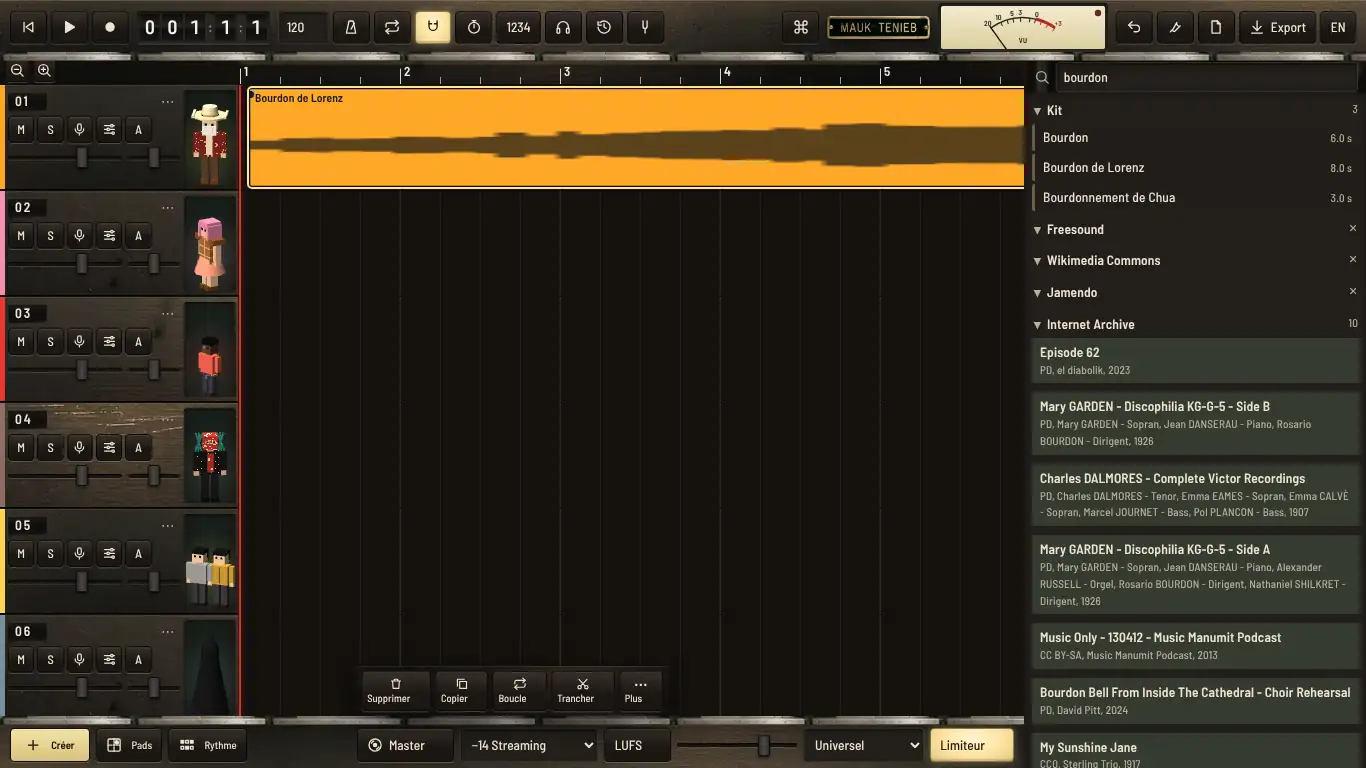 001:1:1
120
1234
MAUK TENIEB
20
10
5
3
0
+3
VU
Export
EN
1
2
3
4
5
bourdon
01
M
S
A
Bourdon de Lorenz
02
M
S
A
03
M
S
A
04
M
S
A
05
M
S
A
06
M
S
A
Supprimer
Copier
Boucle
Trancher
Plus
Kit
3
Bourdon
6.0 s
Bourdon de Lorenz
8.0 s
Bourdonnement de Chua
3.0 s
Freesound
Wikimedia Commons
Jamendo
Internet Archive
10
Episode 62
PD, el diabolik, 2023
Mary GARDEN - Discophilia KG-G-5 - Side B
PD, Mary GARDEN - Sopran, Jean DANSERAU - Piano, Rosario
BOURDON - Dirigent, 1926
Charles DALMORES - Complete Victor Recordings
PD, Charles DALMORES - Tenor, Emma EAMES - Sopran, Emma CALVÈ
- Sopran, Marcel JOURNET - Bass, Pol PLANCON - Bass, 1907
Mary GARDEN - Discophilia KG-G-5 - Side A
PD, Mary GARDEN - Sopran, Jean DANSERAU - Piano, Alexander
RUSSELL - Orgel, Rosario BOURDON - Dirigent, Nathaniel SHILKRET -
Dirigent, 1926
Music Only - 130412 - Music Manumit Podcast
CC BY-SA, Music Manumit Podcast, 2013
Bourdon Bell From Inside The Cathedral - Choir Rehearsal
PD, David Pitt, 2024
My Sunshine Jane
CC0, Sterling Trio, 1917
Créer
Pads
Rythme
Master
−14 Streaming
LUFS
Universel
Limiteur